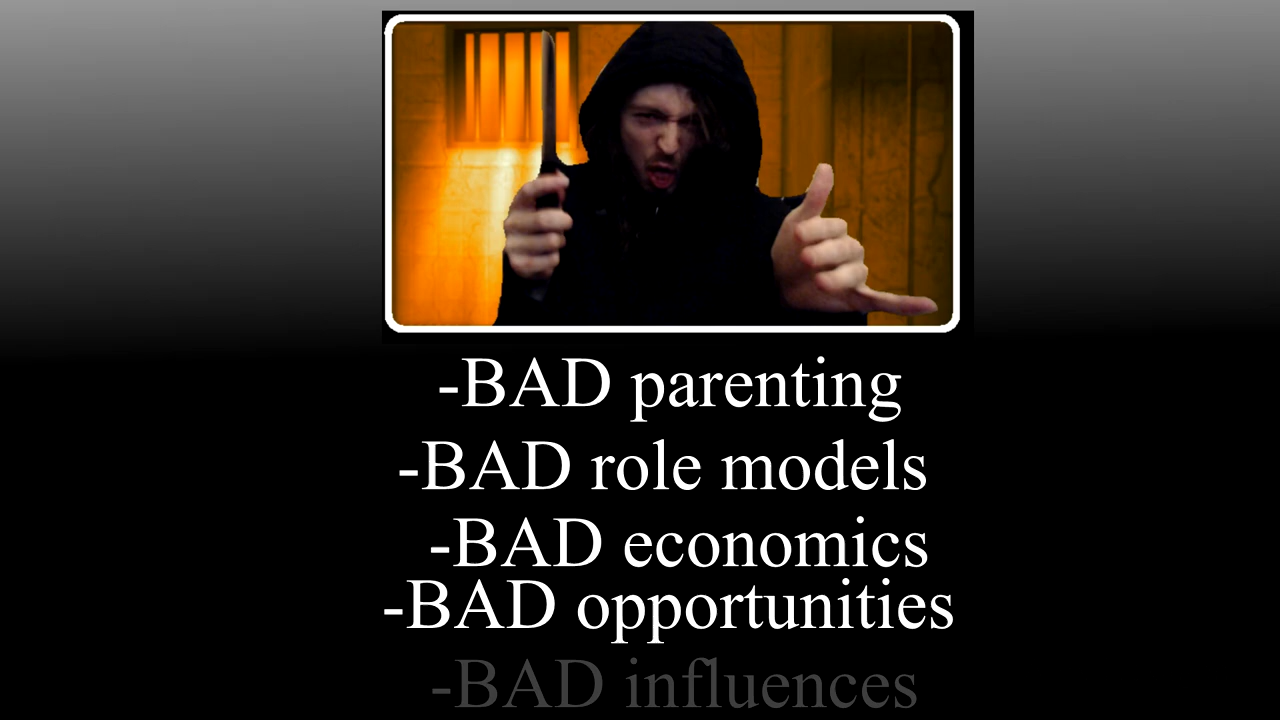 -BAD parenting
-BAD role models
-BAD economics
-BAD opportunities
-BAD influences